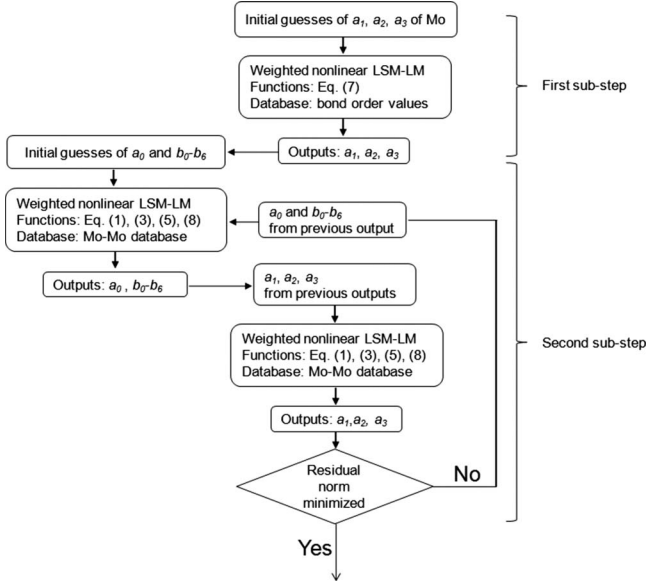 Initial guesses of a1, a2, a3 of Mo
Weighted nonlinear LSM-LM
Functions: Eq. (7)
Database: bond order values
First sub-step
Outputs: a1, a2, a3
Initial guesses of a0 and b0-b6
Weighted nonlinear LSM-LM
Functions: Eq. (1), (3), (5), (8)
Database: Mo-Mo database
a0 and b0-b6
from previous output
Outputs: a0 , b0-b6
a1, a2, a3
from previous outputs
Weighted nonlinear LSM-LM
Functions: Eq. (1), (3), (5), (8)
Database: Mo-Mo database
Second sub-step
Outputs: a1,a2, a3
Residual
norm
minimized
No
Yes